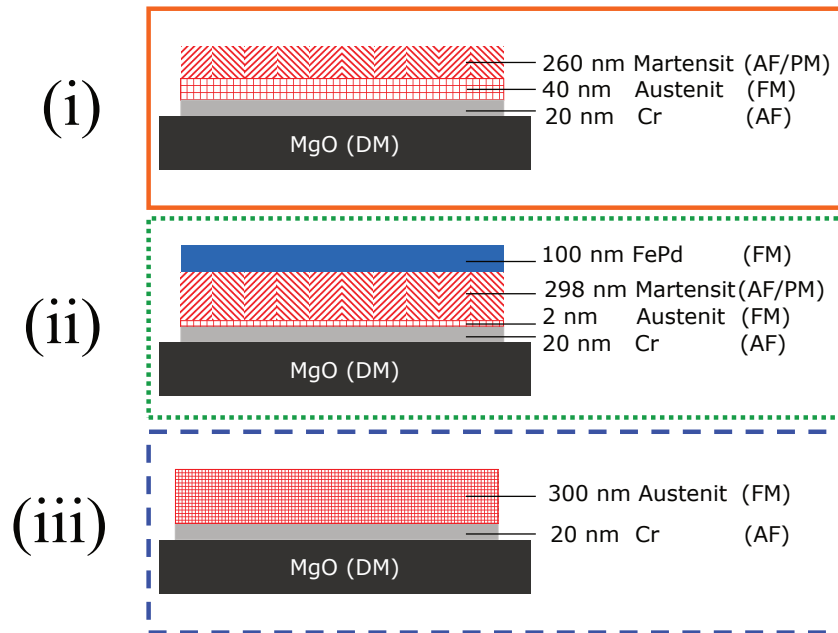 (i)
260 nm Martensit (AF/PM)
40 nm Austenit (FM)
20 nm Cr (AF)
MgO (DM)
(ii)
100 nm FePd (FM)
298 nm Martensit (AF/PM)
2 nm Austenit (FM)
20 nm Cr (AF)
MgO (DM)
(iii)
300 nm Austenit (FM)
20 nm Cr (AF)
MgO (DM)